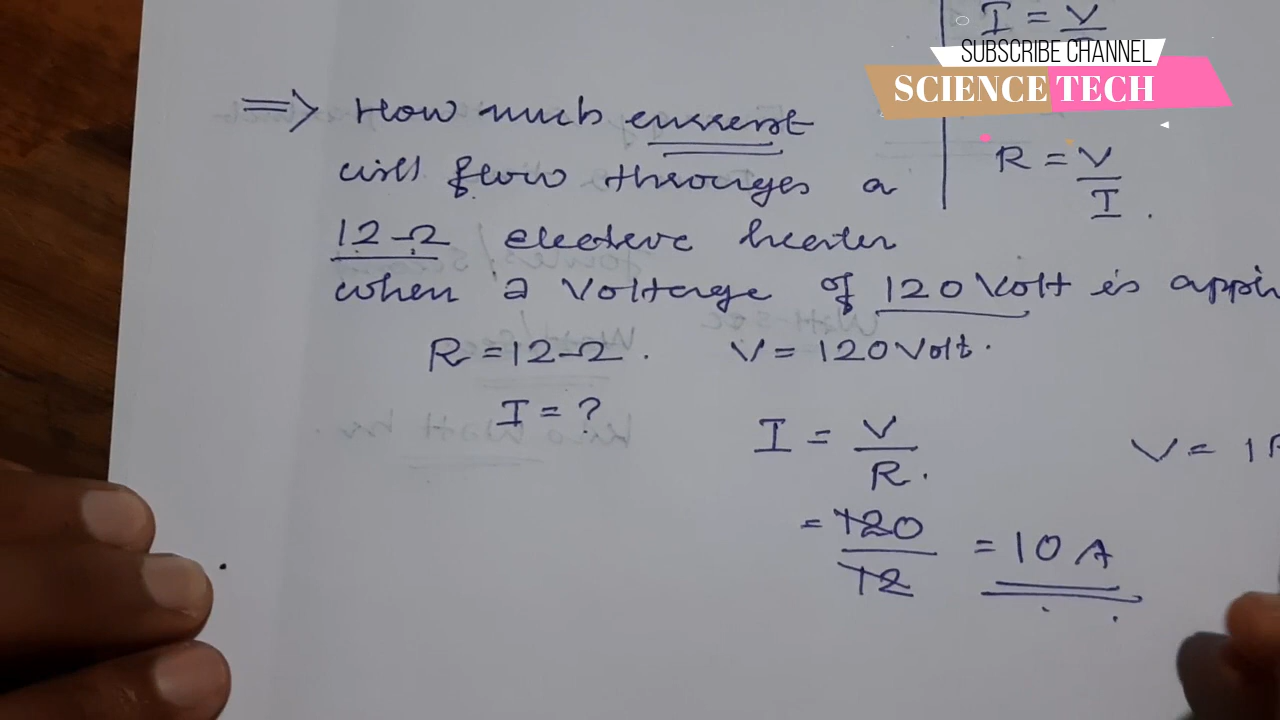 I = V
SUBSCRIBE CHANNEL
SCIENCE TECH
R = V
I .
=> How much current
will flow through a
12-Ω electric heater
when a voltage of 120 Volt is appli
R = 12-Ω . V = 120 Volt.
I = ?
I = V
R.
V = IR
= 120
12
= 10 A